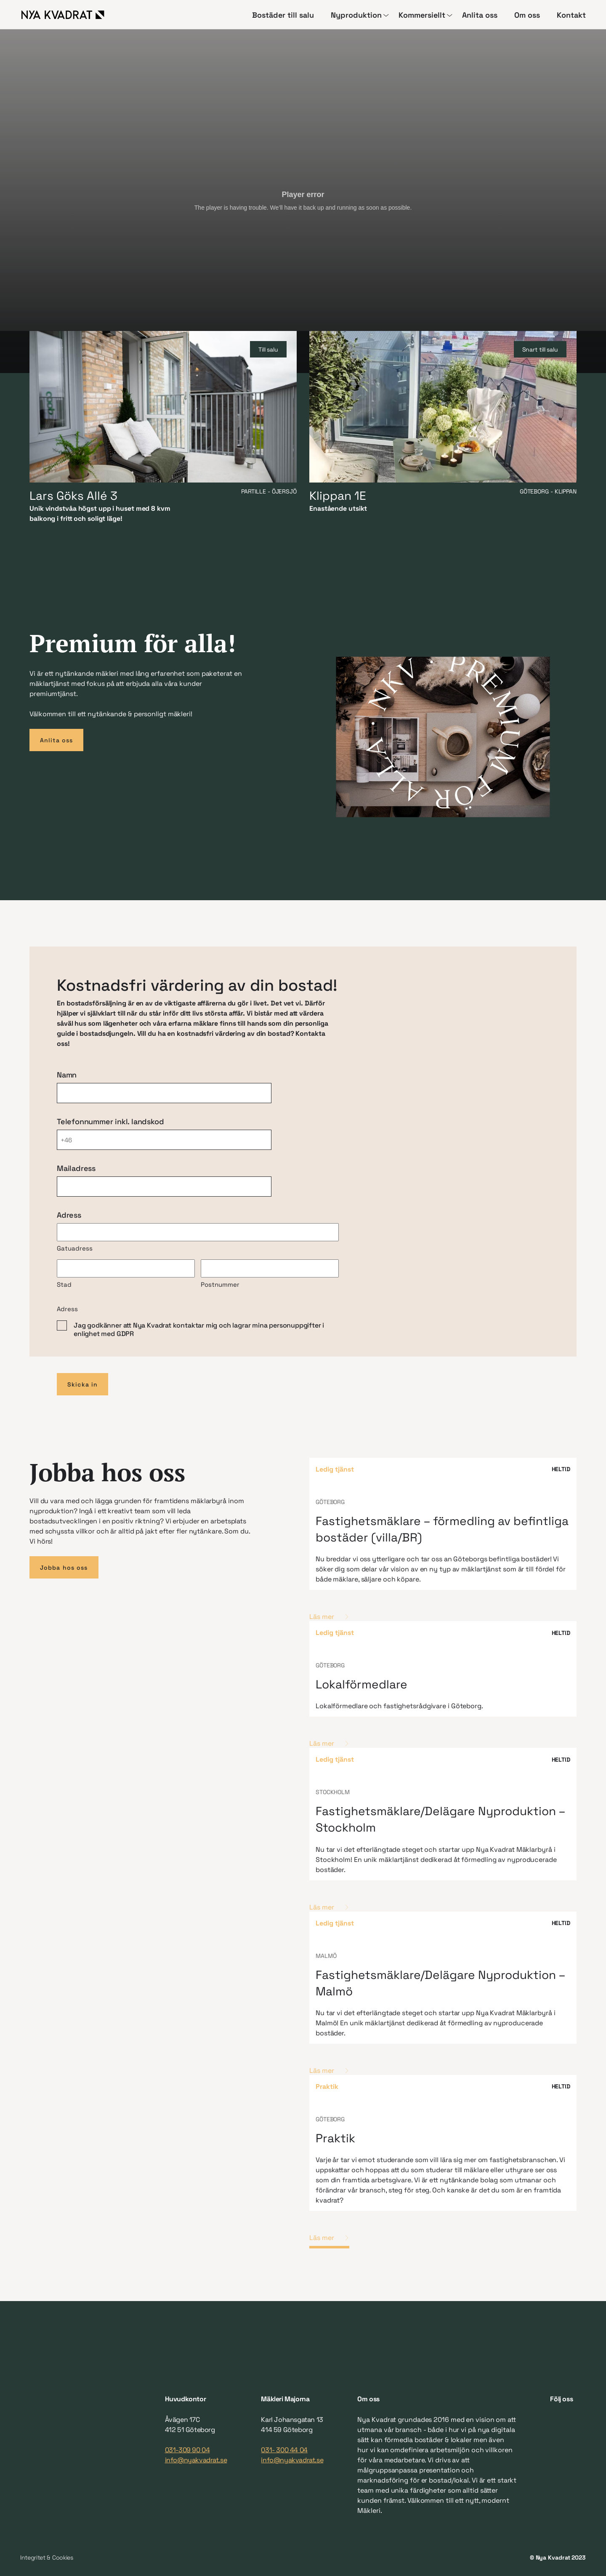 NYA KVADRAT
Bostäder till salu
Nyproduktion
Kommersiellt
Anlita oss
Om oss
Kontakt
Player error
The player is having trouble. We'll have it back up and running as soon as possible.
Till salu
Snart till salu
Lars Göks Allé 3
PARTILLE - ÖJERSJÖ
Unik vindstvåa högst upp i huset med 8 kvm
balkong i fritt och soligt läge!
Klippan 1E
GÖTEBORG - KLIPPAN
Enastående utsikt
Premium för alla!
Vi är ett nytänkande mäkleri med lång erfarenhet som paketerat en
mäklartjänst med fokus på att erbjuda alla våra kunder
premiumtjänst.
Välkommen till ett nytänkande & personligt mäkleri!
Anlita oss
NKV · PREMIUM FÖR ALLA ·
Kostnadsfri värdering av din bostad!
En bostadsförsäljning är en av de viktigaste affärerna du gör i livet. Det vet vi. Därför
hjälper vi självklart till när du står inför ditt livs största affär. Vi bistår med att värdera
såväl hus som lägenheter och våra erfarna mäklare finns till hands som din personliga
guide i bostadsdjungeln. Vill du ha en kostnadsfri värdering av din bostad? Kontakta
oss!
Namn
Telefonnummer inkl. landskod
+46
Mailadress
Adress
Gatuadress
Stad
Postnummer
Adress
Jag godkänner att Nya Kvadrat kontaktar mig och lagrar mina personuppgifter i
enlighet med GDPR
Skicka in
Jobba hos oss
Vill du vara med och lägga grunden för framtidens mäklarbyrå inom
nyproduktion? Ingå i ett kreativt team som vill leda
bostadsutvecklingen i en positiv riktning? Vi erbjuder en arbetsplats
med schyssta villkor och är alltid på jakt efter fler nytänkare. Som du.
Vi hörs!
Jobba hos oss
Ledig tjänst
HELTID
GÖTEBORG
Fastighetsmäklare – förmedling av befintliga
bostäder (villa/BR)
Nu breddar vi oss ytterligare och tar oss an Göteborgs befintliga bostäder! Vi
söker dig som delar vår vision av en ny typ av mäklartjänst som är till fördel för
både mäklare, säljare och köpare.
Läs mer
Ledig tjänst
HELTID
GÖTEBORG
Lokalförmedlare
Lokalförmedlare och fastighetsrådgivare i Göteborg.
Läs mer
Ledig tjänst
HELTID
STOCKHOLM
Fastighetsmäklare/Delägare Nyproduktion –
Stockholm
Nu tar vi det efterlängtade steget och startar upp Nya Kvadrat Mäklarbyrå i
Stockholm! En unik mäklartjänst dedikerad åt förmedling av nyproducerade
bostäder.
Läs mer
Ledig tjänst
HELTID
MALMÖ
Fastighetsmäklare/Delägare Nyproduktion –
Malmö
Nu tar vi det efterlängtade steget och startar upp Nya Kvadrat Mäklarbyrå i
Malmö! En unik mäklartjänst dedikerad åt förmedling av nyproducerade
bostäder.
Läs mer
Praktik
HELTID
GÖTEBORG
Praktik
Varje år tar vi emot studerande som vill lära sig mer om fastighetsbranschen. Vi
uppskattar och hoppas att du som studerar till mäklare eller uthyrare ser oss
som din framtida arbetsgivare. Vi är ett nytänkande bolag som utmanar och
förändrar vår bransch, steg för steg. Och kanske är det du som är en framtida
kvadrat?
Läs mer
Huvudkontor
Åvägen 17C
412 51 Göteborg
031-309 90 04
info@nyakvadrat.se
Mäkleri Majorna
Karl Johansgatan 13
414 59 Göteborg
031- 300 44 04
info@nyakvadrat.se
Om oss
Nya Kvadrat grundades 2016 med en vision om att
utmana vår bransch - både i hur vi på nya digitala
sätt kan förmedla bostäder & lokaler men även
hur vi kan omdefiniera arbetsmiljön och villkoren
för våra medarbetare. Vi drivs av att
målgruppsanpassa presentation och
marknadsföring för er bostad/lokal. Vi är ett starkt
team med unika färdigheter som alltid sätter
kunden främst. Välkommen till ett nytt, modernt
Mäkleri.
Följ oss
Integritet & Cookies
© Nya Kvadrat 2023